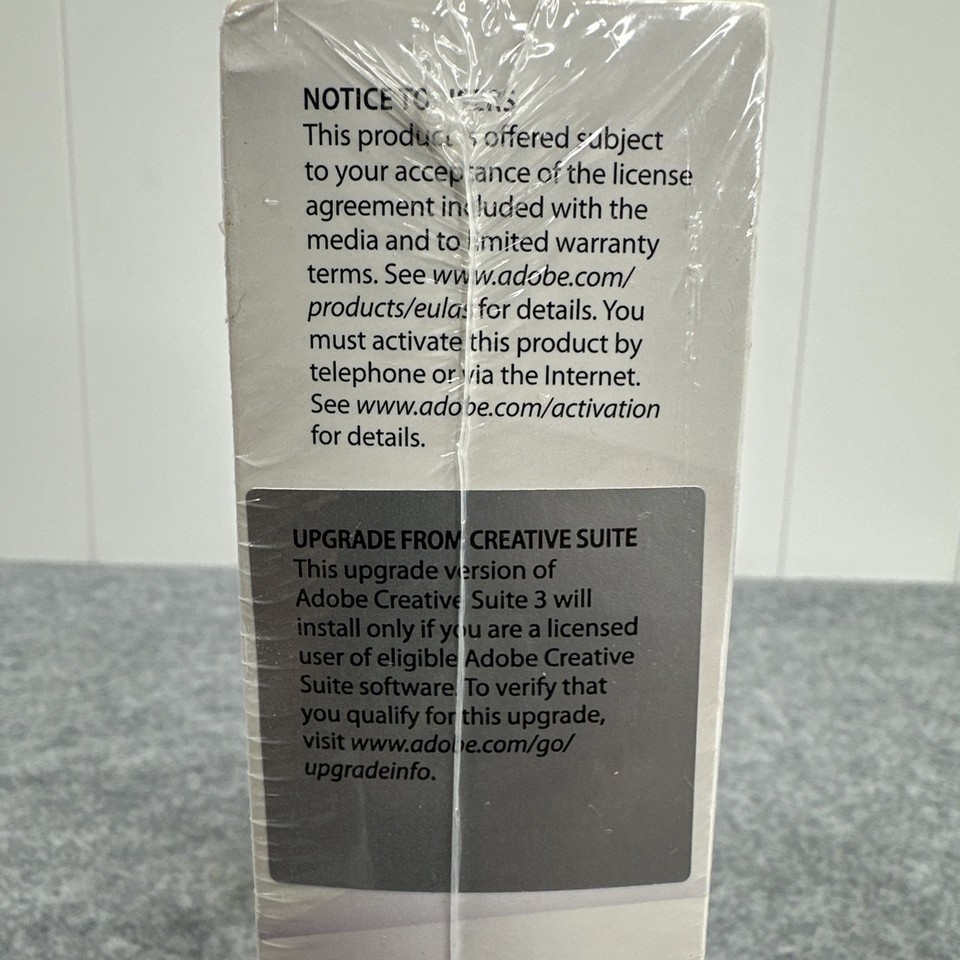 NOTICE TO USERS
This product is offered subject
to your acceptance of the license
agreement included with the
media and to limited warranty
terms. See www.adobe.com/
products/eulas for details. You
must activate this product by
telephone or via the Internet.
See www.adobe.com/activation
for details.
UPGRADE FROM CREATIVE SUITE
This upgrade version of
Adobe Creative Suite 3 will
install only if you are a licensed
user of eligible Adobe Creative
Suite software. To verify that
you qualify for this upgrade,
visit www.adobe.com/go/
upgradeinfo.